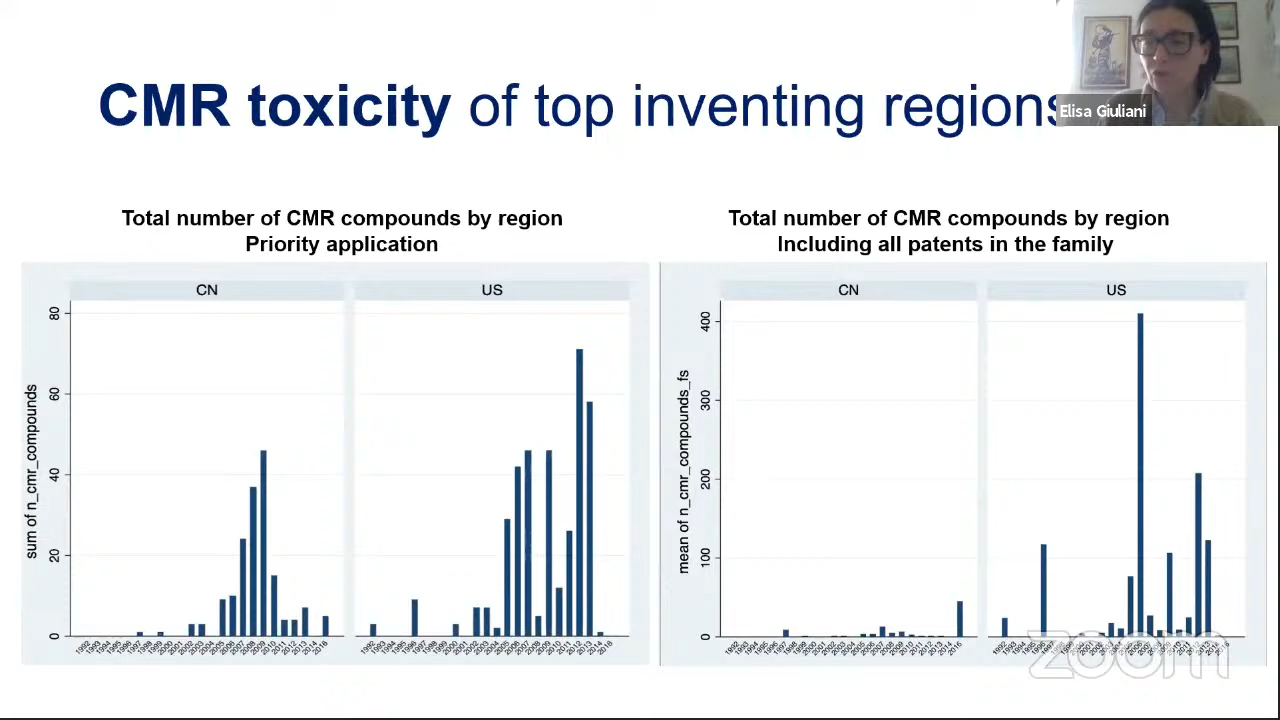 CMR toxicity of top inventing regions
Elisa Giuliani
Total number of CMR compounds by region
Priority application
Total number of CMR compounds by region
Including all patents in the family
CN
US
CN
US
sum of n_cmr_compounds
80
60
40
20
0
mean of n_cmr_compounds_fs
400
300
200
100
0
zoom